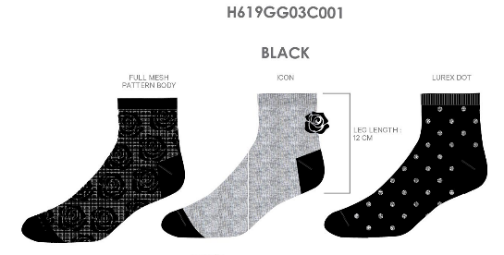 H619GG03C001
BLACK
FULL MESH
PATTERN BODY
ICON
LUREX DOT
LEG LENGTH :
12 CM